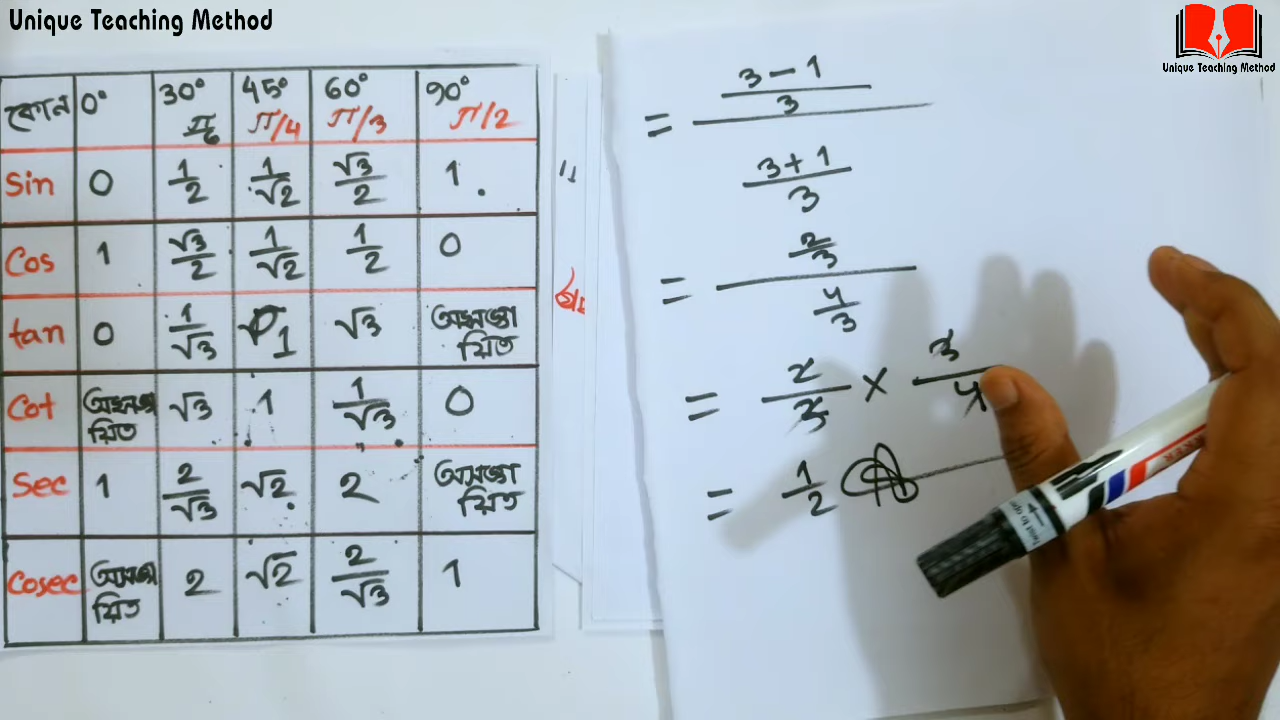 Unique Teaching Method
Unique Teaching Method
কোন 0° 30° 45° 60° 90°
π/6 π/4 π/3 π/2
Sin 0 1/2 1/√2 √3/2 1
Cos 1 √3/2 1/√2 1/2 0
tan 0 1/√3 1 √3 অসংজ্ঞায়িত
Cot অসংজ্ঞায়িত √3 1 1/√3 0
Sec 1 2/√3 √2 2 অসংজ্ঞায়িত
Cosec অসংজ্ঞায়িত 2 √2 2/√3 1
= (3-1)/3
(3+1)/3
= 2/3
4/3
= 2/3 × 3/4
= 1/2